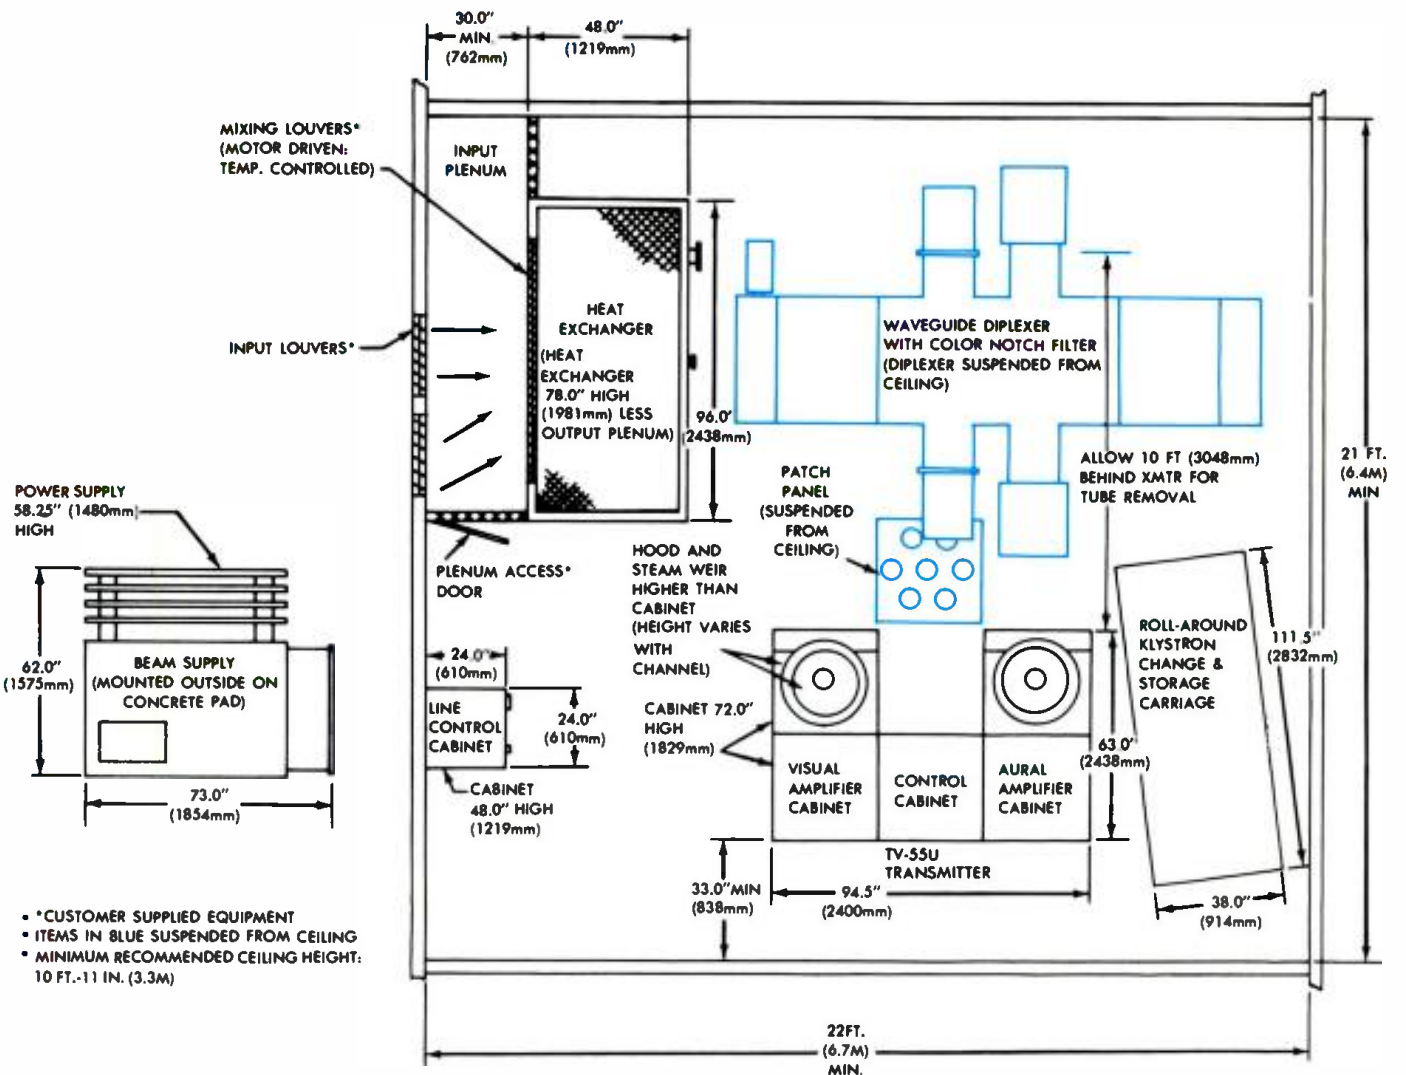 30.0"
MIN.
(762mm)
48.0"
(1219mm)
MIXING LOUVERS*
(MOTOR DRIVEN:
TEMP. CONTROLLED)
INPUT
PLENUM
INPUT LOUVERS*
HEAT
EXCHANGER
(HEAT
EXCHANGER
78.0" HIGH
(1981mm) LESS
OUTPUT PLENUM)
96.0'
(2438mm)
WAVEGUIDE DIPLEXER
WITH COLOR NOTCH FILTER
(DIPLEXER SUSPENDED FROM
CEILING)
ALLOW 10 FT (3048mm)
BEHIND XMTR FOR
TUBE REMOVAL
21 FT.
(6.4M)
MIN
PATCH
PANEL
(SUSPENDED
FROM
CEILING)
POWER SUPPLY
58.25" (1480mm)
HIGH
PLENUM ACCESS*
DOOR
HOOD AND
STEAM WEIR
HIGHER THAN
CABINET
(HEIGHT VARIES
WITH
CHANNEL)
62.0"
(1575mm)
BEAM SUPPLY
(MOUNTED OUTSIDE ON
CONCRETE PAD)
73.0"
(1854mm)
24.0"
(610mm)
LINE
CONTROL
CABINET
24.0"
(610mm)
CABINET
48.0" HIGH
(1219mm)
CABINET 72.0"
HIGH
(1829mm)
VISUAL
AMPLIFIER
CABINET
CONTROL
CABINET
AURAL
AMPLIFIER
CABINET
63.0"
(2438mm)
ROLL-AROUND
KLYSTRON
CHANGE &
STORAGE
CARRIAGE
111.5"
(2832mm)
38.0"
(914mm)
TV-55U
TRANSMITTER
33.0"MIN
(838mm)
94.5"
(2400mm)
• *CUSTOMER SUPPLIED EQUIPMENT
• ITEMS IN BLUE SUSPENDED FROM CEILING
• MINIMUM RECOMMENDED CEILING HEIGHT:
10 FT.-11 IN. (3.3M)
22FT.
(6.7M)
MIN.